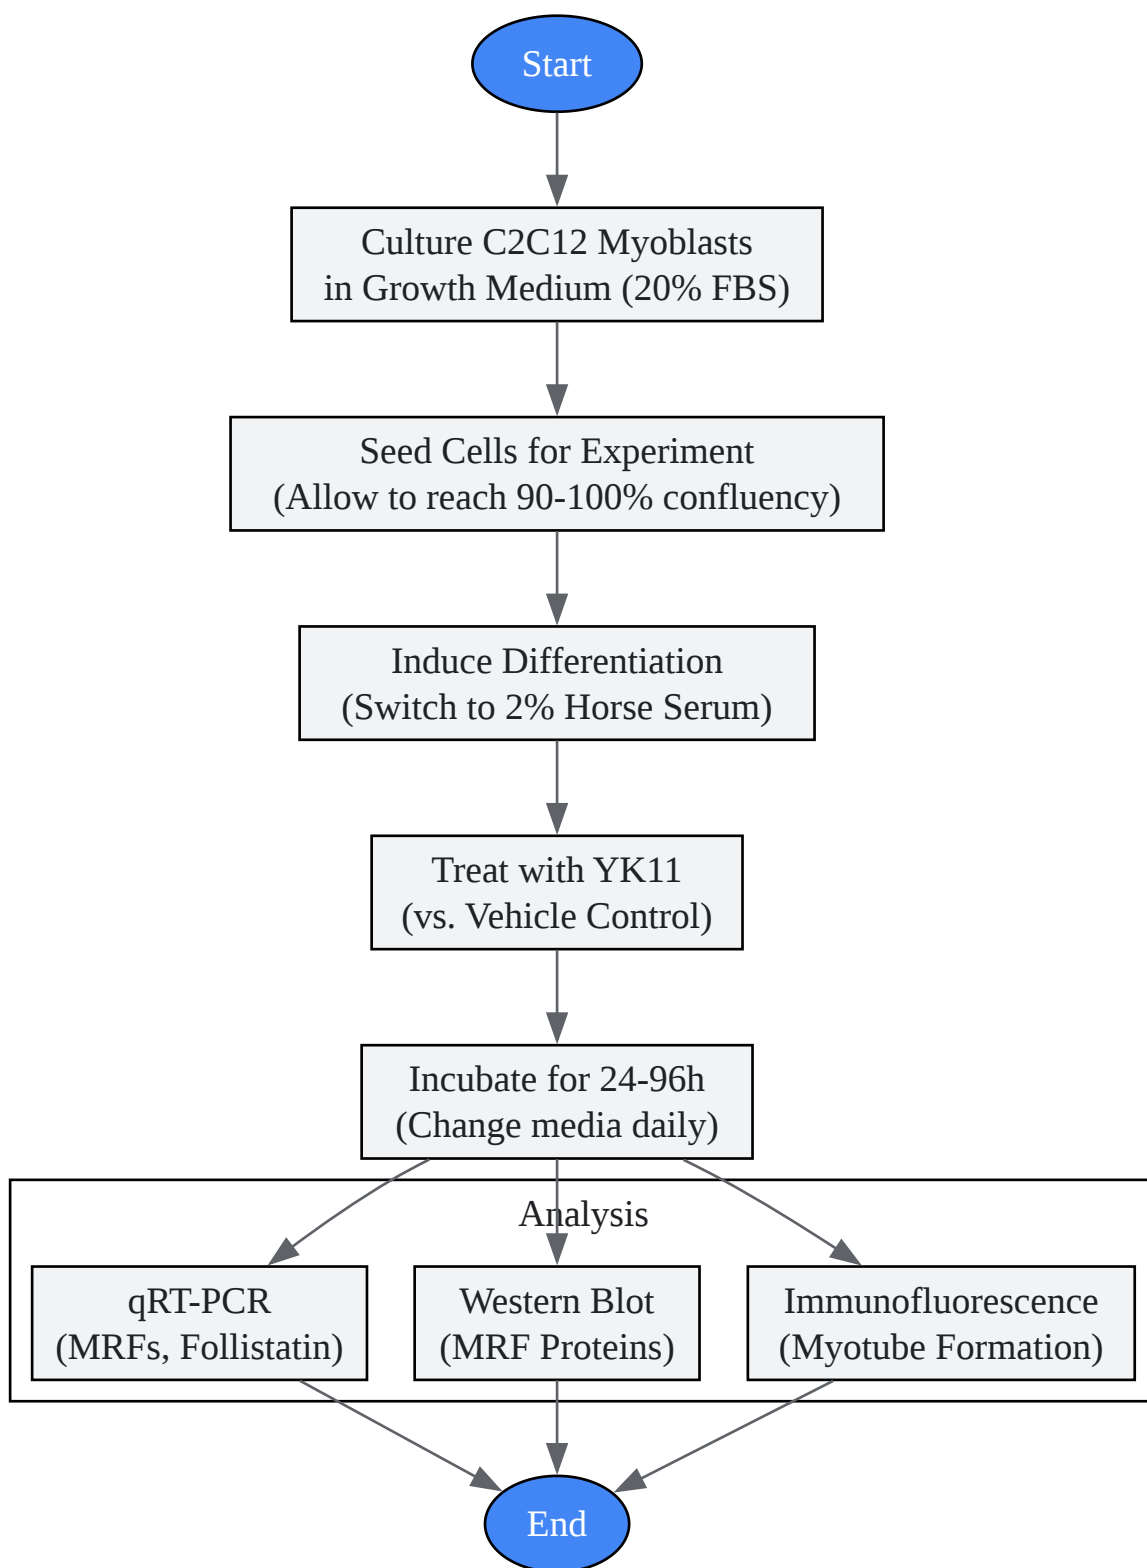 Start
Culture C2C12 Myoblasts
in Growth Medium (20% FBS)
Seed Cells for Experiment
(Allow to reach 90-100% confluency)
Induce Differentiation
(Switch to 2% Horse Serum)
Treat with YK11
(vs. Vehicle Control)
Incubate for 24-96h
(Change media daily)
Analysis
qRT-PCR
(MRFs, Follistatin)
Western Blot
(MRF Proteins)
Immunofluorescence
(Myotube Formation)
End